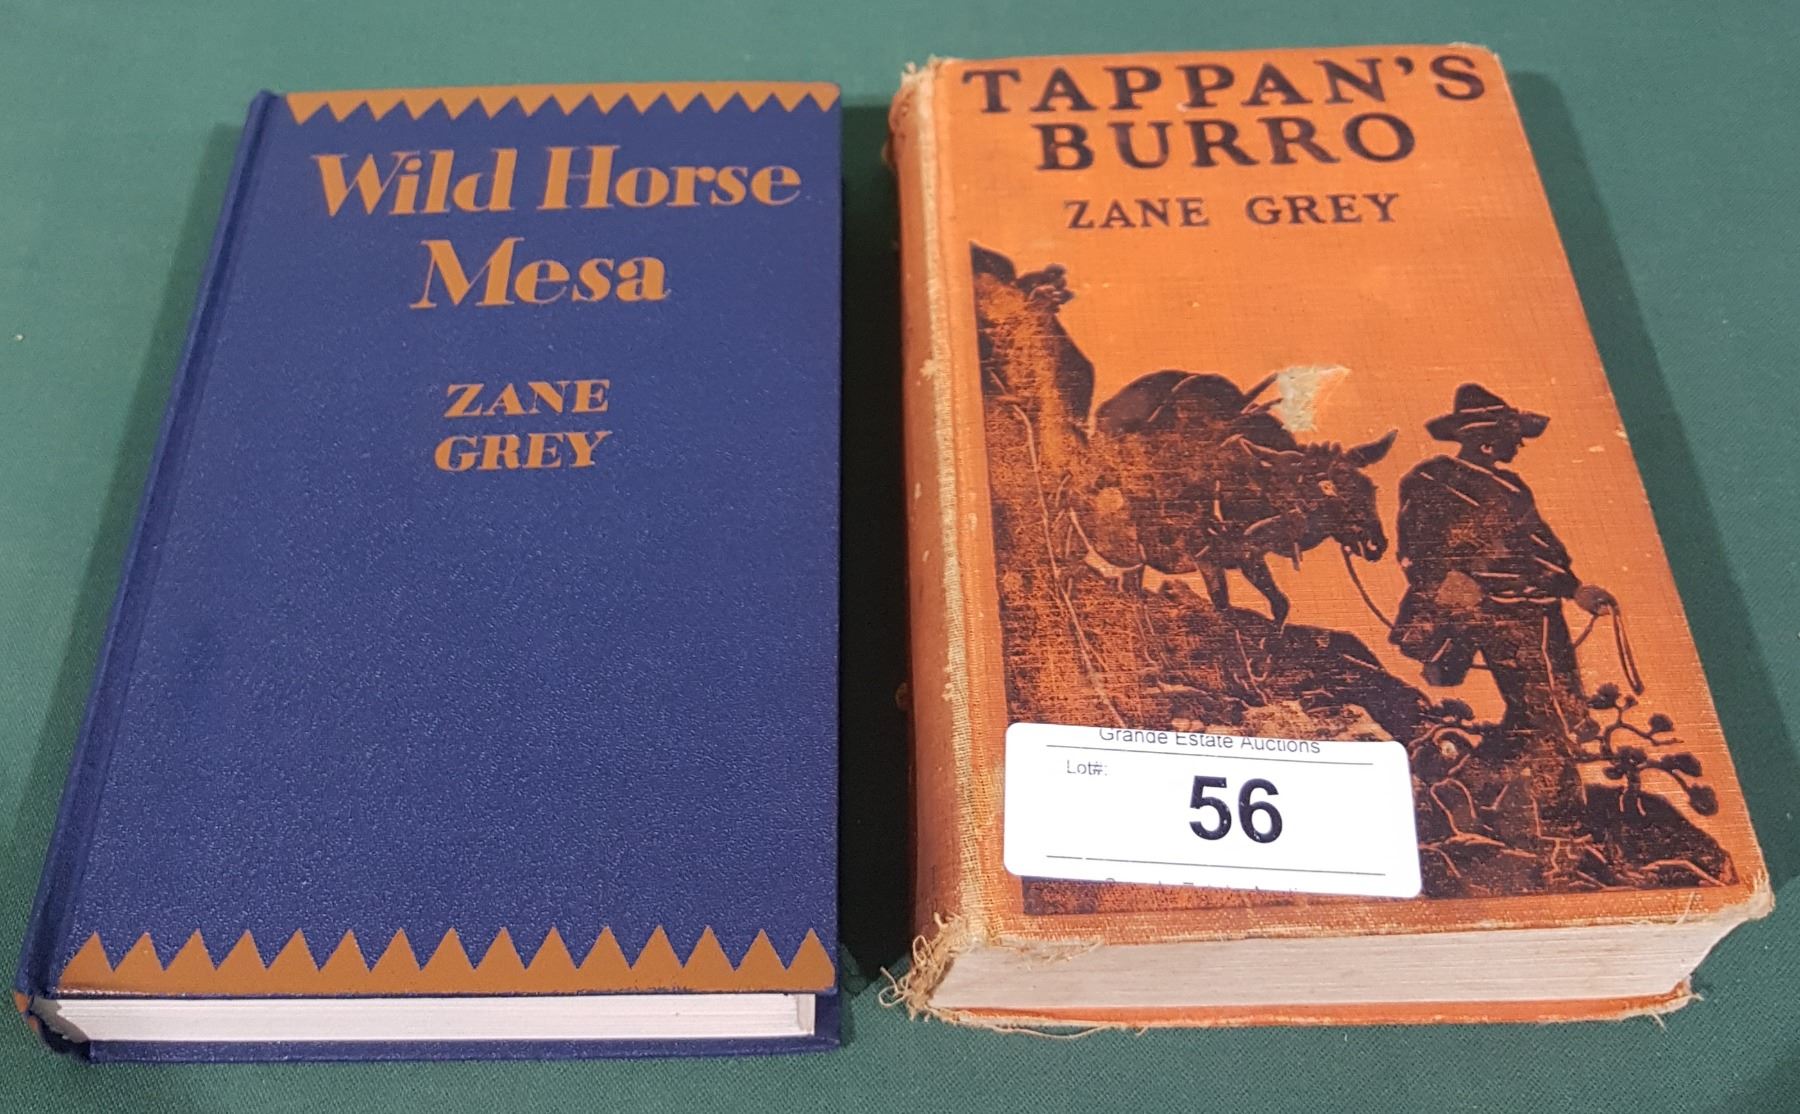 Wild Horse
Mesa
ZANE
GREY
TAPPAN'S
BURRO
ZANE GREY
Grande Estate Auctions
Lot#:
56